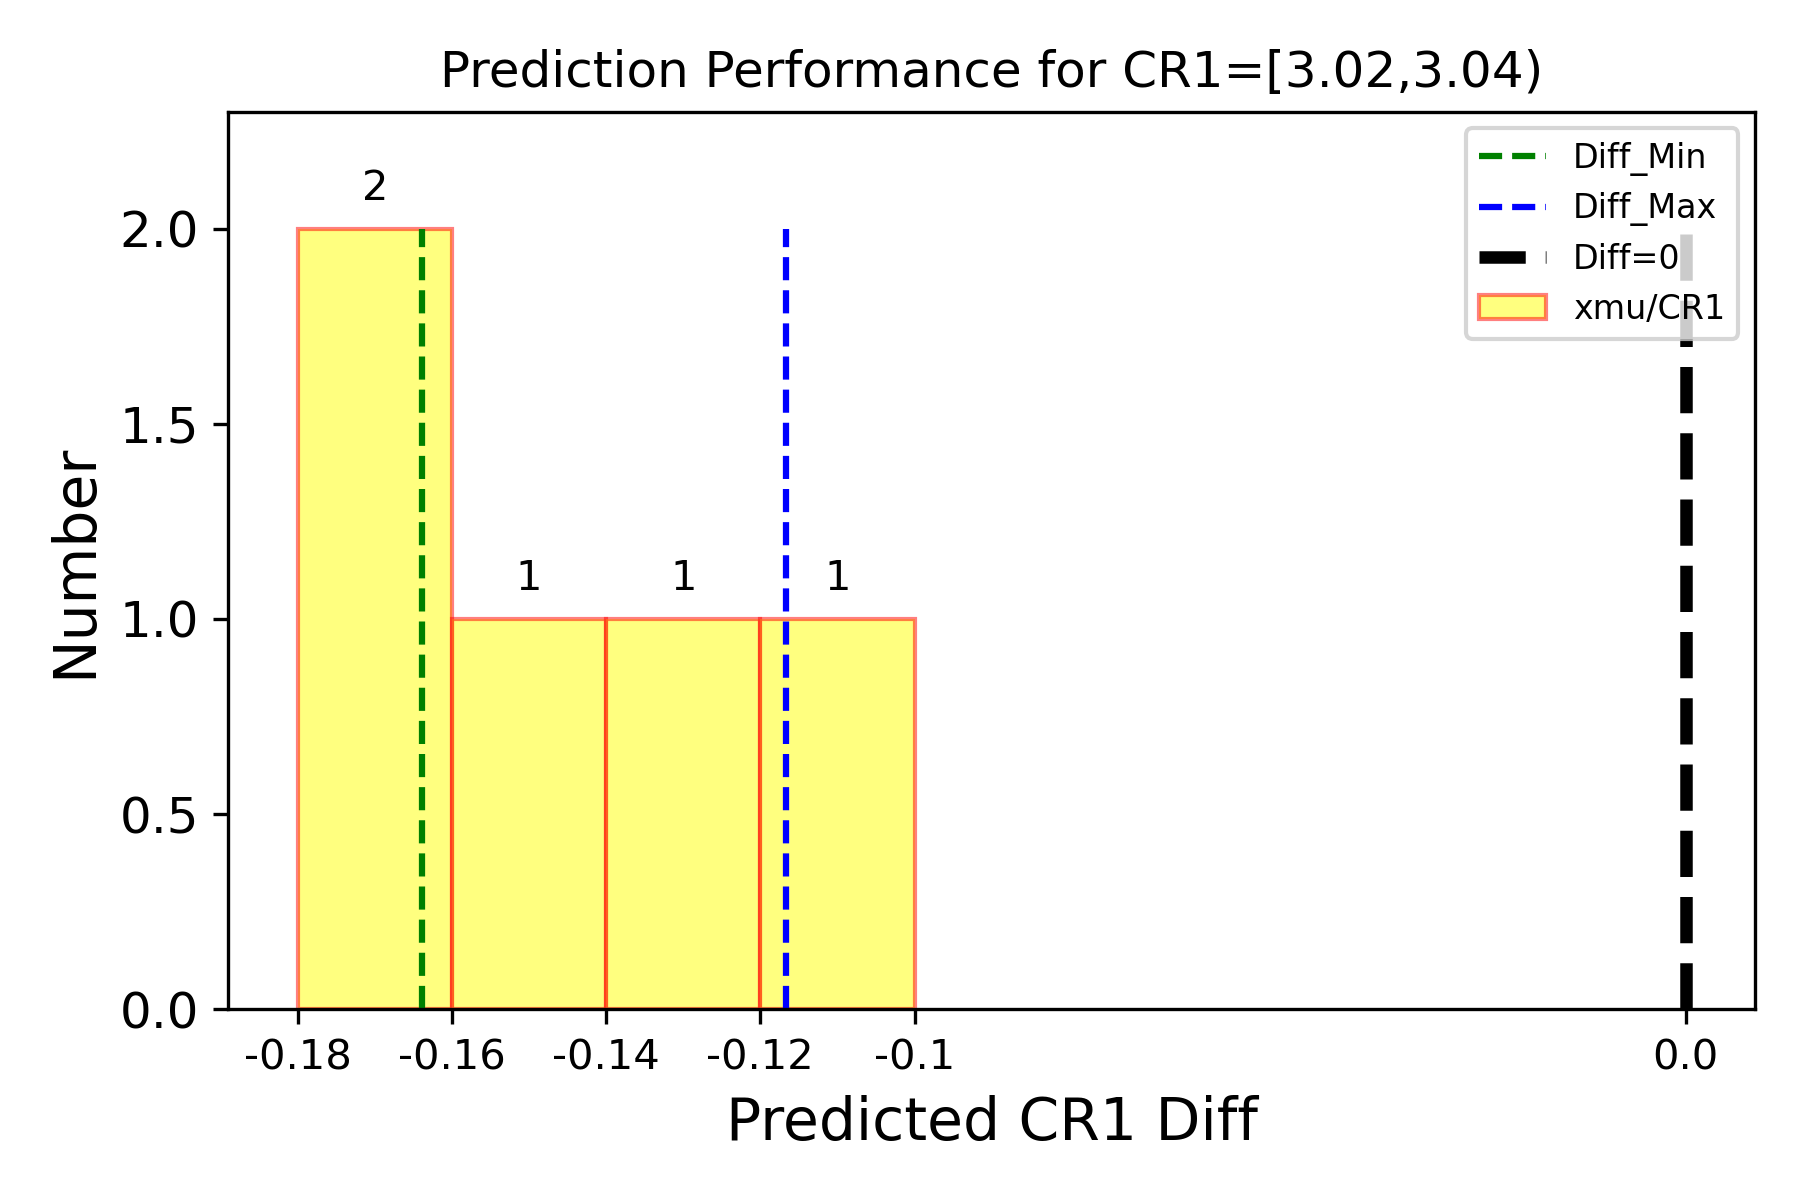 Prediction Performance for CR1=[3.02,3.04)
Diff_Min
Diff_Max
Diff=0
xmu/CR1
2
1 1 1
Number
2.0
1.5
1.0
0.5
0.0
-0.18 -0.16 -0.14 -0.12 -0.1 0.0
Predicted CR1 Diff